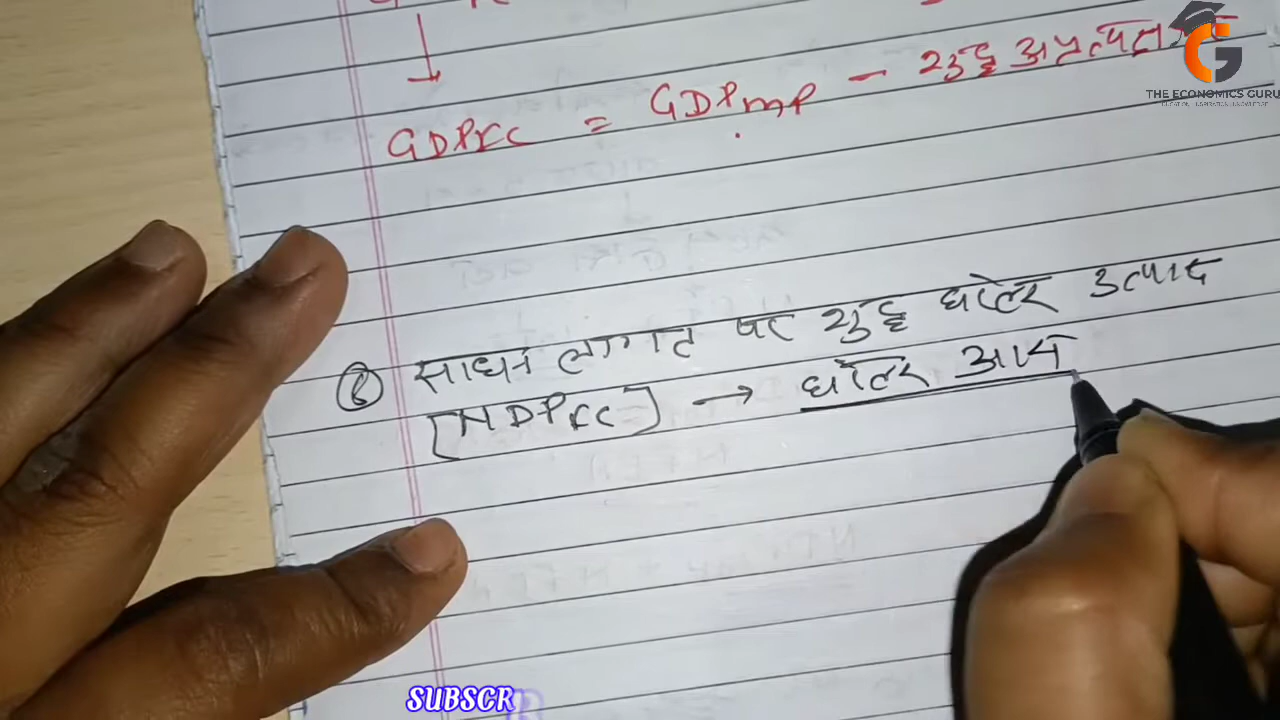 GDPFC = GDPMP - शुद्ध अप्रत्यक्ष
THE ECONOMICS GURU
⑥ साधन लागत पर शुद्ध घरेलू उत्पाद
[NDPFC] → घरेलू आय
SUBSCR